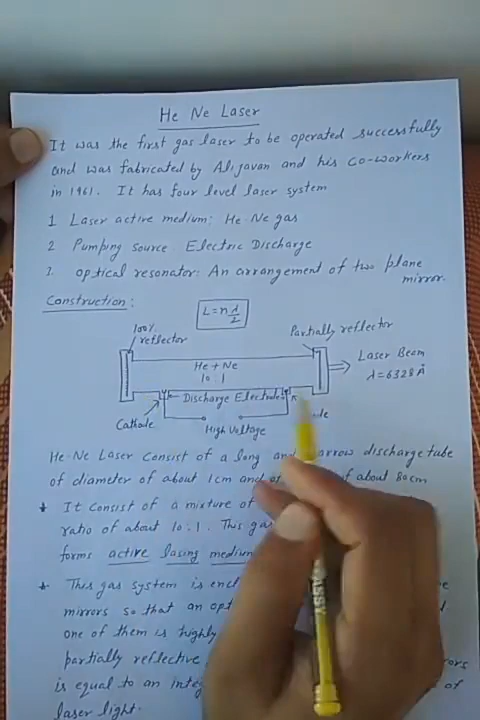 He Ne Laser
It was the first gas laser to be operated successfully
and was fabricated by Ali javan and his co-workers
in 1961. It has four level laser system
1 Laser active medium: He Ne gas
2 Pumping source Electric Discharge
2 optical resonator: An arrangement of two plane
mirror.
Construction:
L = nλ/2
100%
reflector
Partially reflector
He + Ne
10:1
Laser Beam
λ = 6328 Å
Discharge Electrodes
Cathode
High Voltage
He-Ne Laser consist of a long and narrow discharge tube
of diameter of about 1cm and of about 80cm
* It consist of a mixture of
ratio of about 10:1. This gas
forms active lasing medium
* This gas system is
mirrors so that an
one of them is highly
partially reflective
is equal to an of
laser light.
SASSY